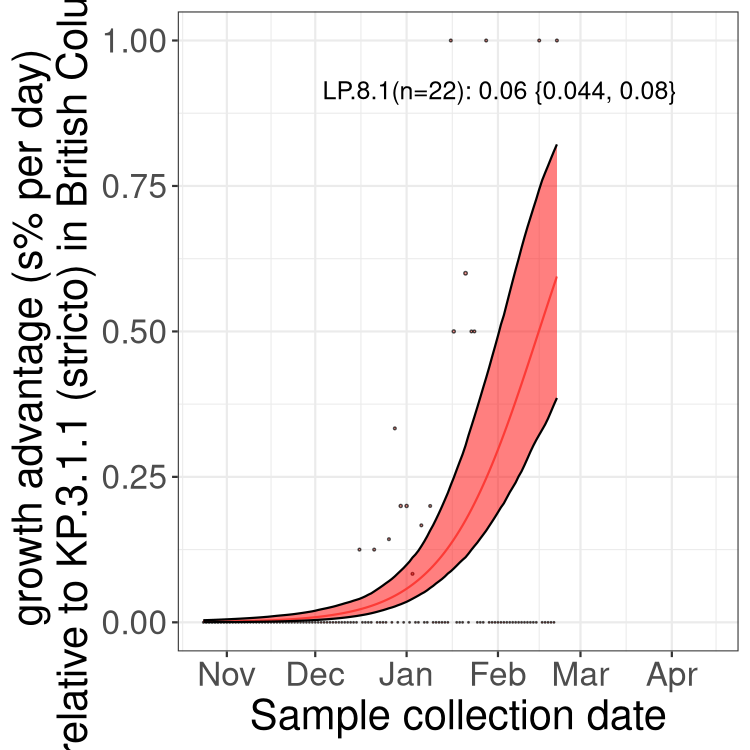 growth advantage (s% per day)
relative to KP.3.1.1 (stricto) in British Colu
1.00
0.75
0.50
0.25
0.00
LP.8.1(n=22): 0.06 {0.044, 0.08}
Nov Dec Jan Feb Mar Apr
Sample collection date